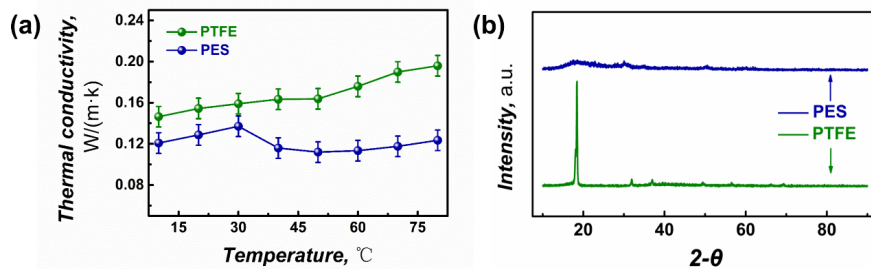 (a)
Thermal conductivity,
W/(m·k)
0.24
0.20
0.16
0.12
0.08
PTFE
PES
15
30
45
60
75
Temperature, ℃
(b)
Intensity, a.u.
PES
PTFE
20
40
60
80
2-θ